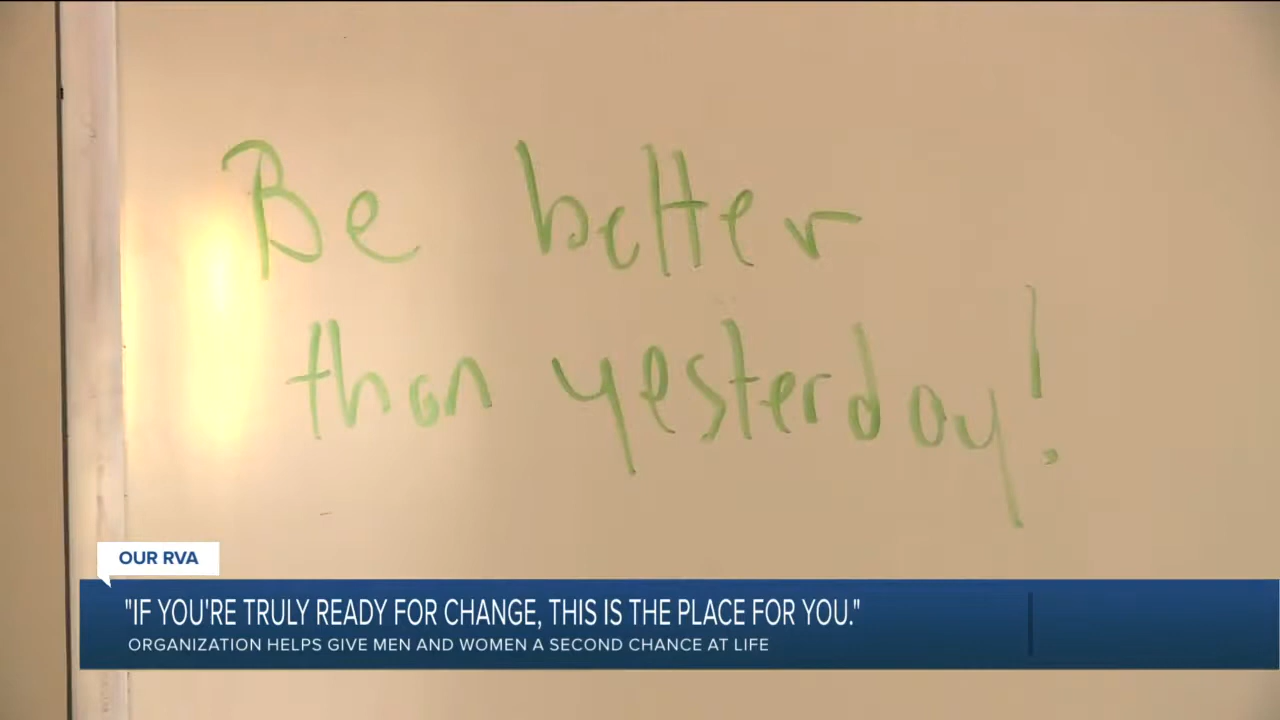 Be better
than yesterday!
OUR RVA
"IF YOU'RE TRULY READY FOR CHANGE, THIS IS THE PLACE FOR YOU."
ORGANIZATION HELPS GIVE MEN AND WOMEN A SECOND CHANCE AT LIFE